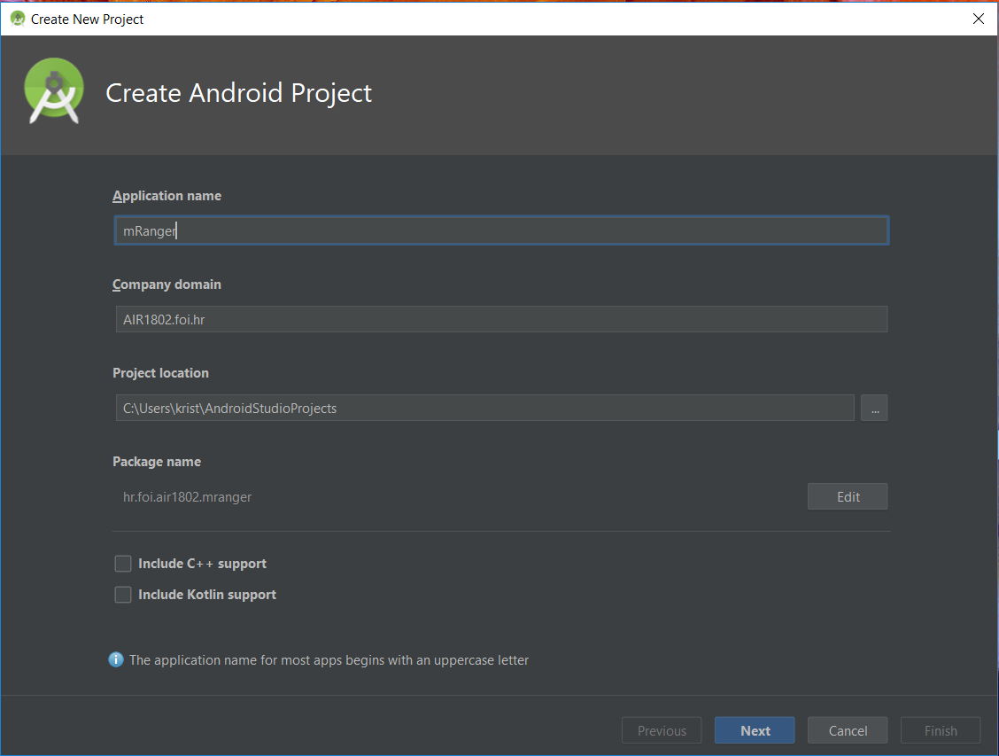 Create New Project
Create Android Project
Application name
mRanger
Company domain
AIR1802.foi.hr
Project location
C:\Users\krist\AndroidStudioProjects
...
Package name
hr.foi.air1802.mranger
Edit
Include C++ support
Include Kotlin support
The application name for most apps begins with an uppercase letter
Previous Next Cancel Finish